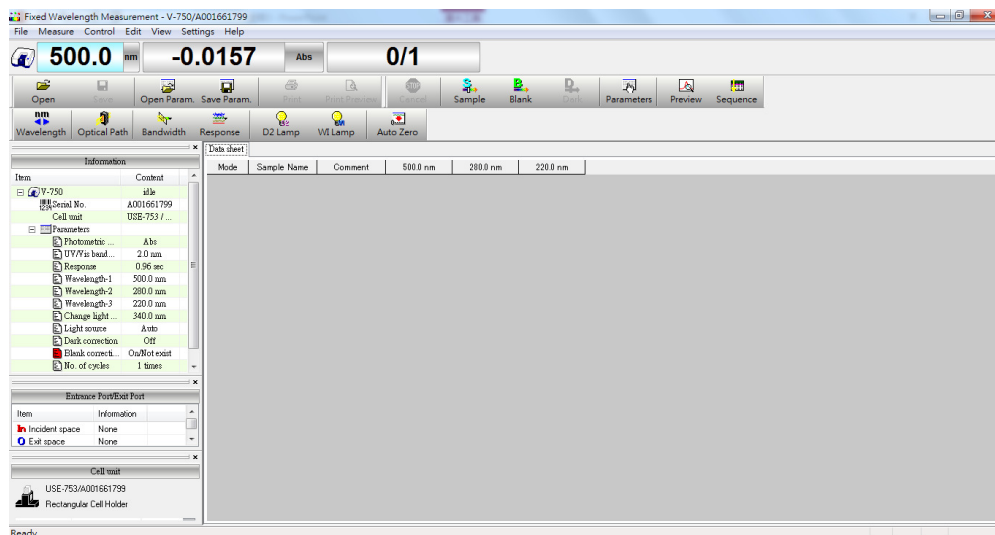 Fixed Wavelength Measurement - V-750/A001661799
File Measure Control Edit View Settings Help
500.0 nm -0.0157 Abs 0/1
Open Save Open Param. Save Param. Print Print Preview Cancel Sample Blank Dark Parameters Preview Sequence
Wavelength Optical Path Bandwidth Response D2 Lamp WI Lamp Auto Zero
Information
Item Content
V-750 idle
Serial No. A001661799
Cell unit USE-753 / ...
Parameters
Photometric ... Abs
UV/Vis band... 2.0 nm
Response 0.96 sec
Wavelength-1 500.0 nm
Wavelength-2 280.0 nm
Wavelength-3 220.0 nm
Change light ... 340.0 nm
Light source Auto
Dark correction Off
Blank correcti... On/Not exist
No. of cycles 1 times
Entrance Port/Exit Port
Item Information
In Incident space None
O Exit space None
Cell unit
USE-753/A001661799
Rectangular Cell Holder
Data sheet
Mode Sample Name Comment 500.0 nm 280.0 nm 220.0 nm
Ready